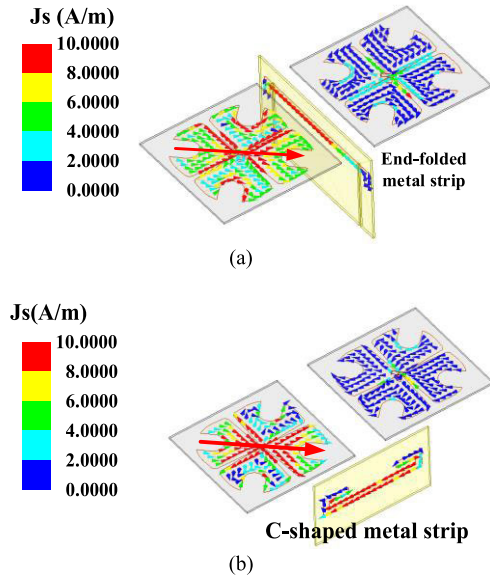 Js (A/m)
10.0000
8.0000
6.0000
4.0000
2.0000
0.0000
End-folded
metal strip
(a)
Js(A/m)
10.0000
8.0000
6.0000
4.0000
2.0000
0.0000
C-shaped metal strip
(b)